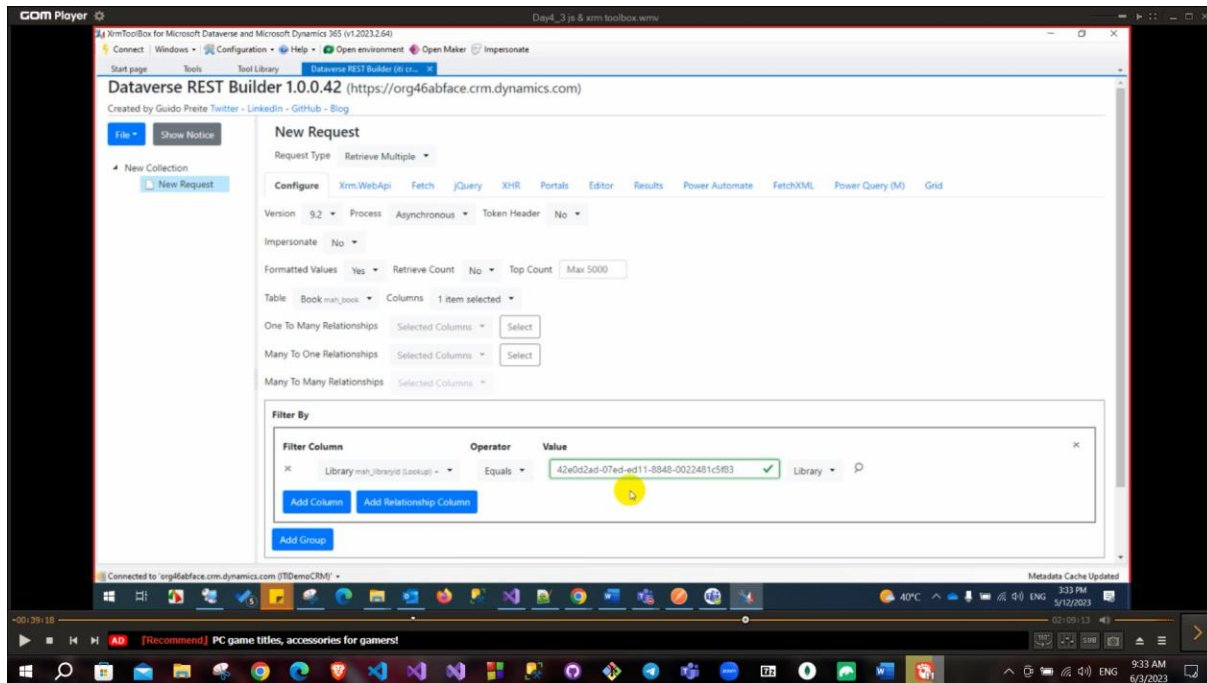 GOM Player
Day4_3 js & xrm toolbox.wmv
XrmToolBox for Microsoft Dataverse and Microsoft Dynamics 365 (v1.2023.2.64)
Connect Windows Configuration Help Open environment Open Maker Impersonate
Start page Tools Tool Library Dataverse REST Builder (iti cr...
Dataverse REST Builder 1.0.0.42 (https://org46abface.crm.dynamics.com)
Created by Guido Preite Twitter - LinkedIn - GitHub - Blog
File Show Notice New Request
Request Type Retrieve Multiple
New Collection
New Request
Configure Xrm.WebApi Fetch jQuery XHR Portals Editor Results Power Automate FetchXML Power Query (M) Grid
Version 9.2 Process Asynchronous Token Header No
Impersonate No
Formatted Values Yes Retrieve Count No Top Count Max 5000
Table Book mah_book Columns 1 item selected
One To Many Relationships Selected Columns Select
Many To One Relationships Selected Columns Select
Many To Many Relationships Selected Columns
Filter By
Filter Column Operator Value
Library mah_libraryid (Lookup) = Equals 42e0d2ad-07ed-ed11-8848-0022481c5f83 Library
Add Column Add Relationship Column
Add Group
Connected to 'org46abface.crm.dynamics.com (ITIDemoCRM)'
Metadata Cache Updated
40°C ENG 3:33 PM
5/12/2023
-00:39:18
02:09:13
AD [Recommend] PC game titles, accessories for gamers!
360° SUB
ENG 9:33 AM
6/3/2023